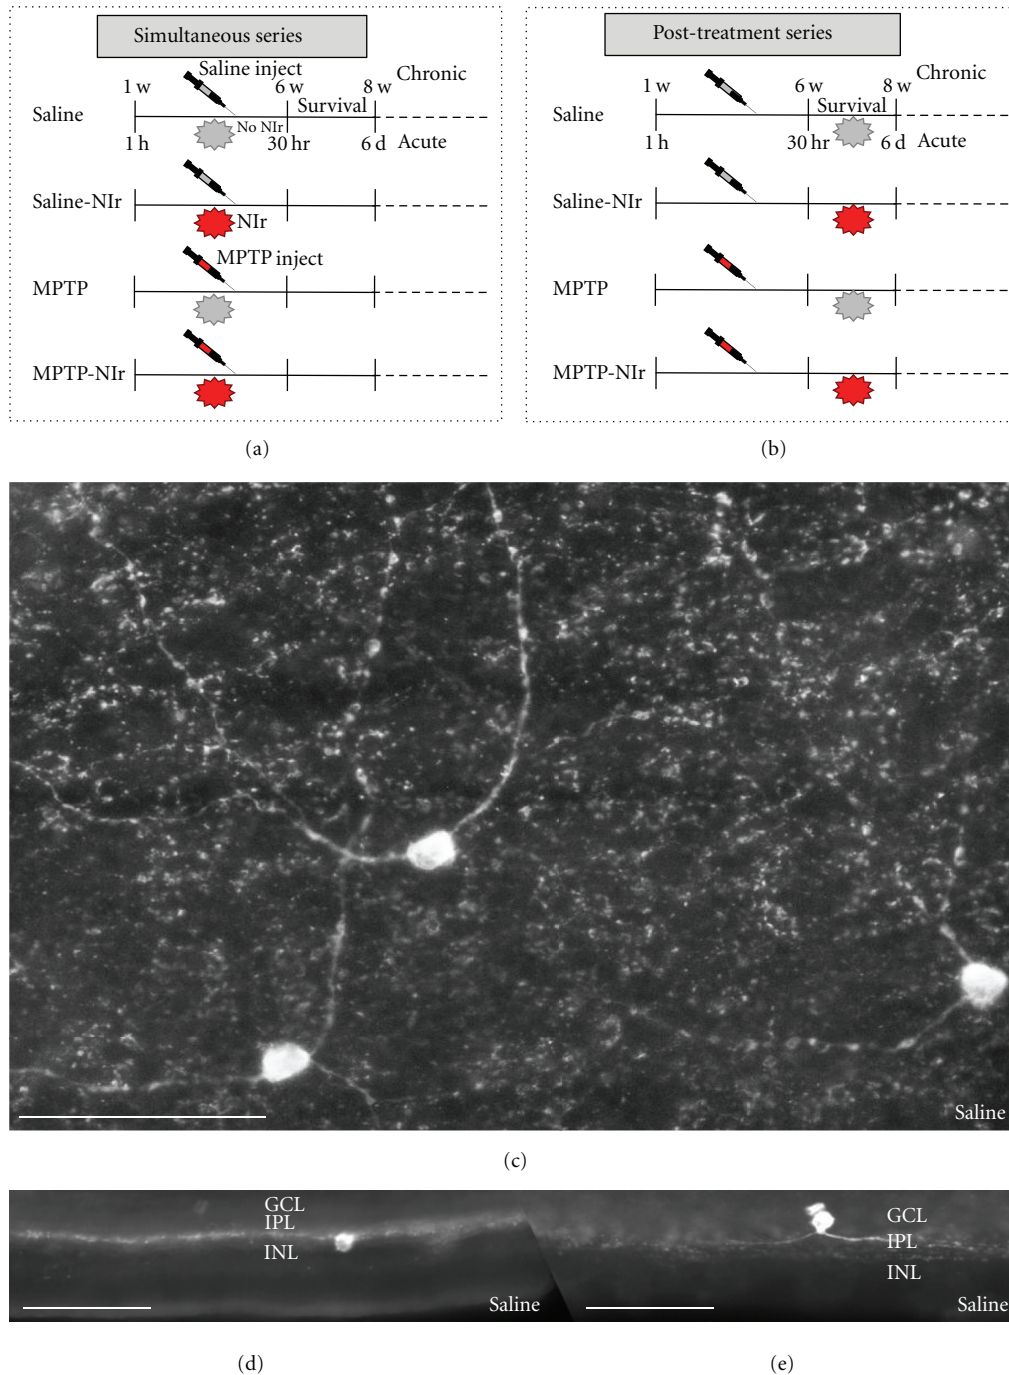 Simultaneous series
Saline inject
1 w 6 w 8 w Chronic
Survival
Saline
No NIr
1 h 30 hr 6 d Acute
Saline-NIr
NIr
MPTP inject
MPTP
MPTP-NIr
(a)
Post-treatment series
1 w 6 w 8 w Chronic
Survival
Saline
1 h 30 hr 6 d Acute
Saline-NIr
MPTP
MPTP-NIr
(b)
Saline
(c)
GCL
IPL
INL
Saline
(d)
GCL
IPL
INL
Saline
(e)